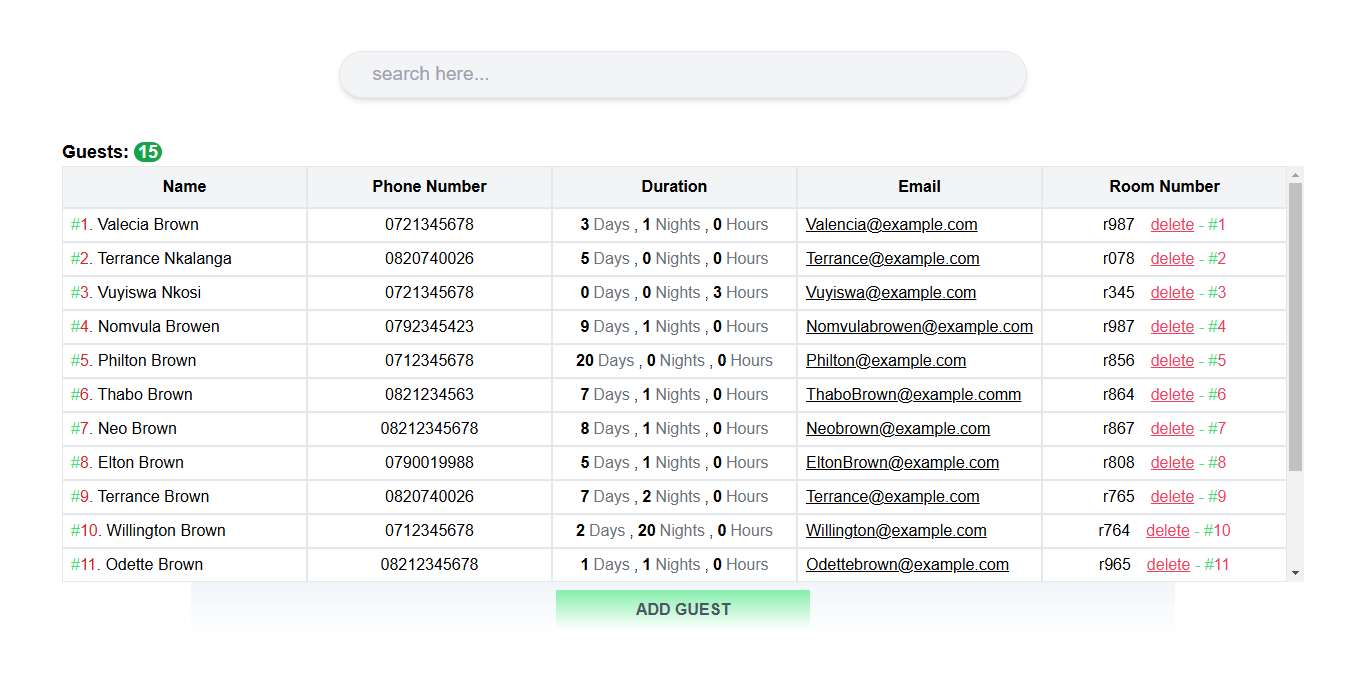 search here...
Guests: 15
Name Phone Number Duration Email Room Number
#1. Valecia Brown 0721345678 3 Days , 1 Nights , 0 Hours Valencia@example.com r987 delete - #1
#2. Terrance Nkalanga 0820740026 5 Days , 0 Nights , 0 Hours Terrance@example.com r078 delete - #2
#3. Vuyiswa Nkosi 0721345678 0 Days , 0 Nights , 3 Hours Vuyiswa@example.com r345 delete - #3
#4. Nomvula Browen 0792345423 9 Days , 1 Nights , 0 Hours Nomvulabrowen@example.com r987 delete - #4
#5. Philton Brown 0712345678 20 Days , 0 Nights , 0 Hours Philton@example.com r856 delete - #5
#6. Thabo Brown 0821234563 7 Days , 1 Nights , 0 Hours ThaboBrown@example.comm r864 delete - #6
#7. Neo Brown 08212345678 8 Days , 1 Nights , 0 Hours Neobrown@example.com r867 delete - #7
#8. Elton Brown 0790019988 5 Days , 1 Nights , 0 Hours EltonBrown@example.com r808 delete - #8
#9. Terrance Brown 0820740026 7 Days , 2 Nights , 0 Hours Terrance@example.com r765 delete - #9
#10. Willington Brown 0712345678 2 Days , 20 Nights , 0 Hours Willington@example.com r764 delete - #10
#11. Odette Brown 08212345678 1 Days , 1 Nights , 0 Hours Odettebrown@example.com r965 delete - #11
ADD GUEST